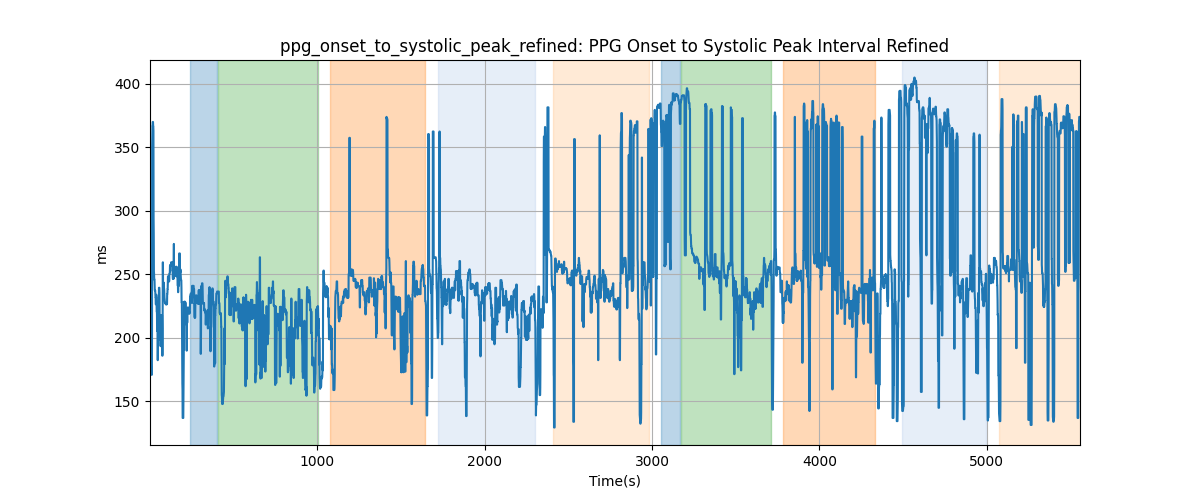 ppg_onset_to_systolic_peak_refined: PPG Onset to Systolic Peak Interval Refined
400
350
300
250
200
150
ms
1000 2000 3000 4000 5000
Time(s)